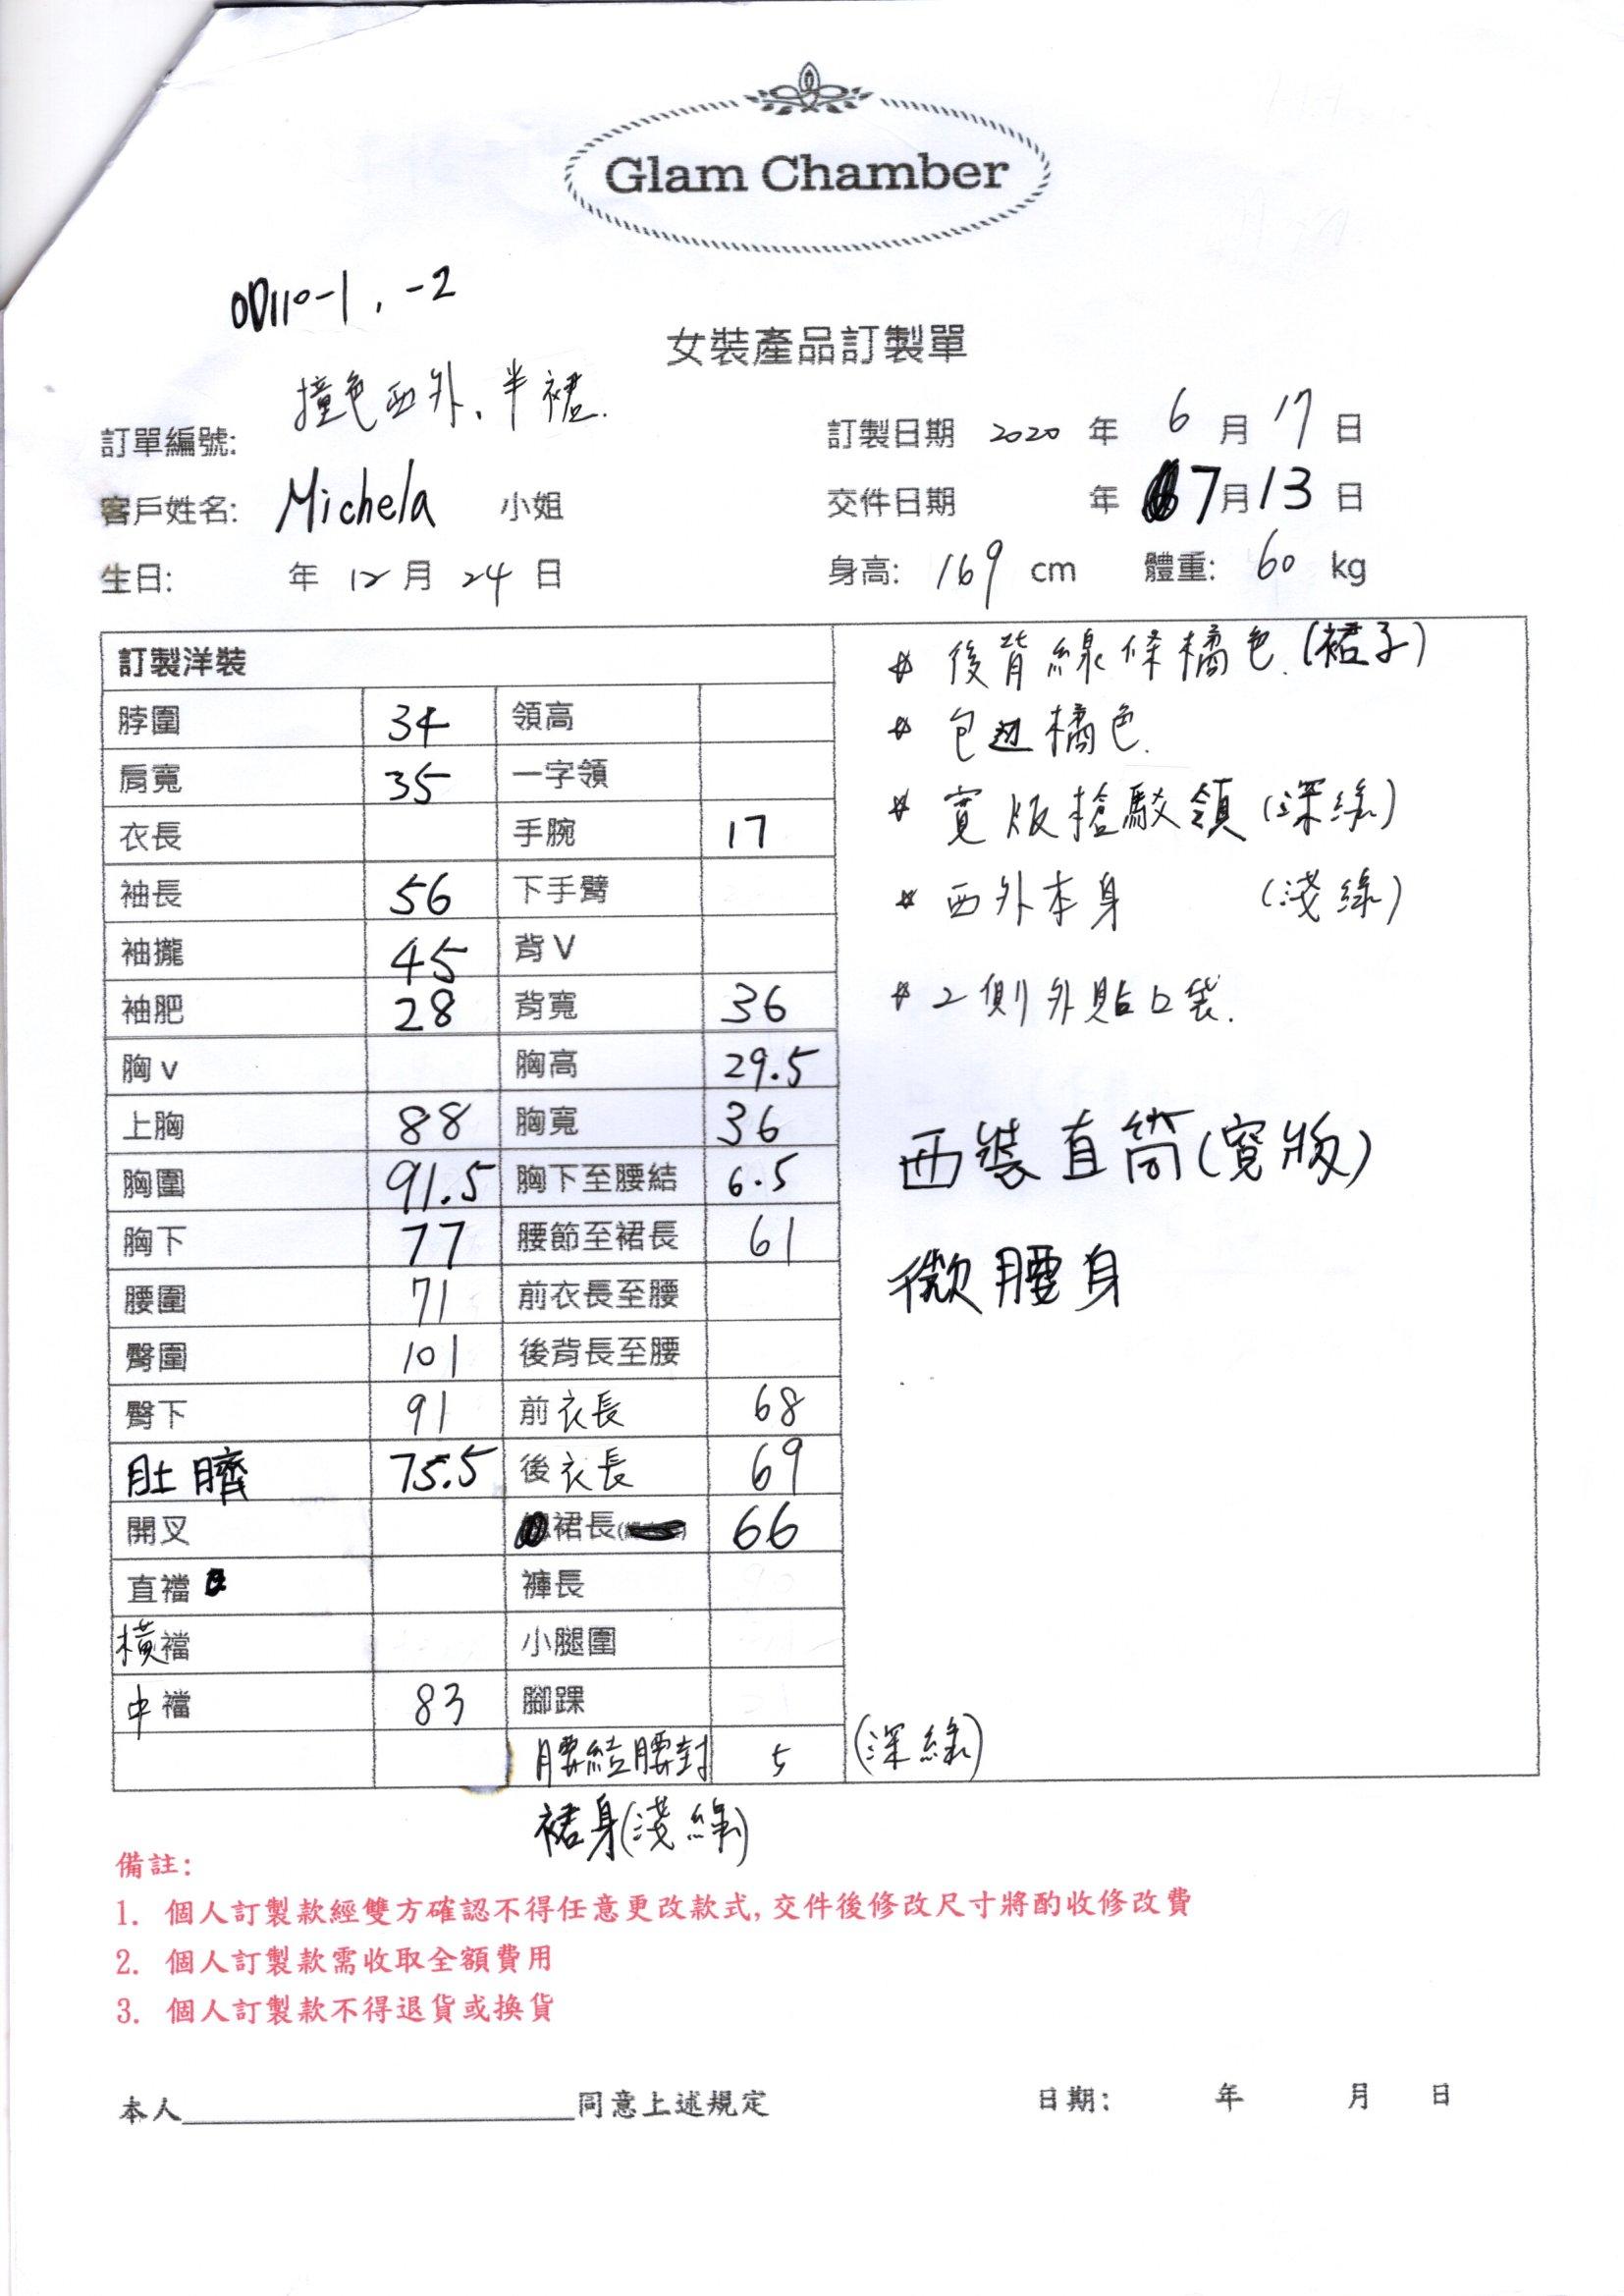 Glam Chamber
OD110-1, -2
女裝產品訂製單
撞色西外、半裙.
訂單編號: 訂製日期 2020 年 6 月 17 日
客戶姓名: Michela 小姐 交件日期 年 7月13 日
生日: 年 12 月 24 日 身高: 169 cm 體重: 60 kg
訂製洋裝
脖圍 34 領高
肩寬 35 一字領
衣長 手腕 17
袖長 56 下手臂
袖攏 45 背V
袖肥 28 背寬 36
胸v 胸高 29.5
上胸 88 胸寬 36
胸圍 91.5 胸下至腰結 6.5
胸下 77 腰節至裙長 61
腰圍 71 前衣長至腰
臀圍 101 後背長至腰
臀下 91 前衣長 68
肚臍 75.5 後衣長 69
開叉 裙長 66
直襠 褲長
橫襠 小腿圍
中襠 83 腳踝
腰結腰封 5 (深綠)
裙身(淺綠)
* 後背線條橘色.(裙子)
* 包边橘色.
* 寬版槍駁領(深綠)
* 西外本身 (淺綠)
* 2側外貼口袋.
西裝直筒(寬版)
微腰身
備註:
1. 個人訂製款經雙方確認不得任意更改款式,交件後修改尺寸將酌收修改費
2. 個人訂製款需收取全額費用
3. 個人訂製款不得退貨或換貨
本人____________________同意上述規定 日期: 年 月 日